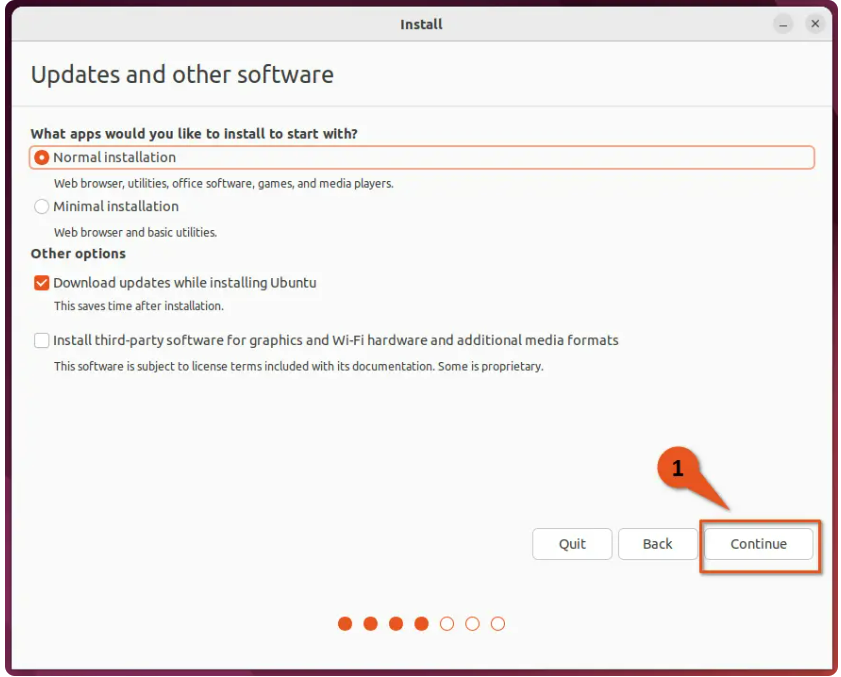 Install
Updates and other software
What apps would you like to install to start with?
Normal installation
Web browser, utilities, office software, games, and media players.
Minimal installation
Web browser and basic utilities.
Other options
Download updates while installing Ubuntu
This saves time after installation.
Install third-party software for graphics and Wi-Fi hardware and additional media formats
This software is subject to license terms included with its documentation. Some is proprietary.
1
Quit Back Continue